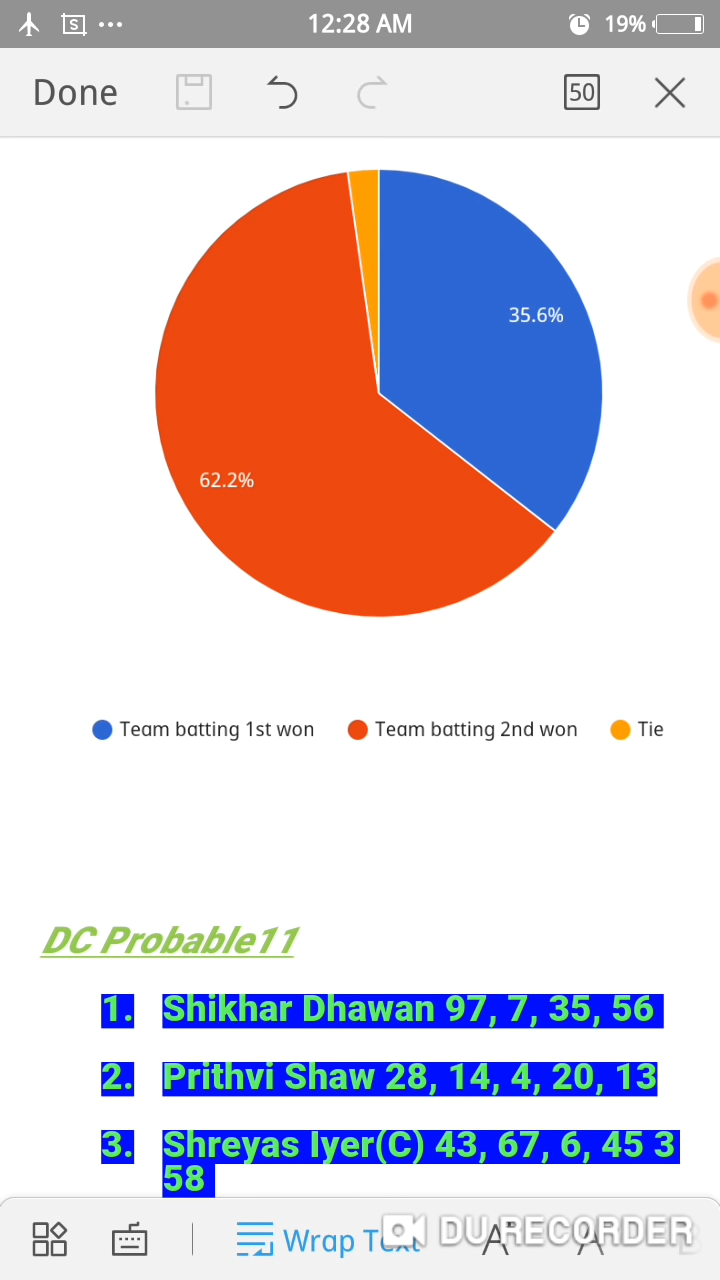 12:28 AM 19%
Done 50
35.6%
62.2%
Team batting 1st won Team batting 2nd won Tie
DC Probable11
1. Shikhar Dhawan 97, 7, 35, 56
2. Prithvi Shaw 28, 14, 4, 20, 13
3. Shreyas Iyer(C) 43, 67, 6, 45 3
58
Wrap Text DU RECORDER